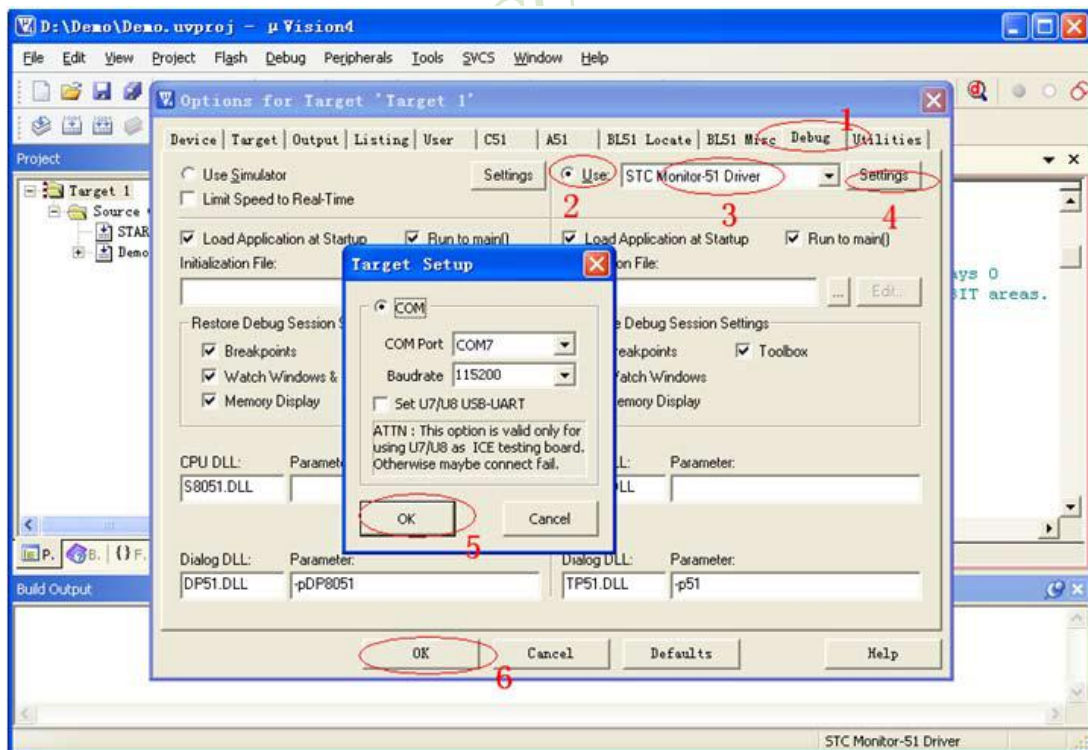 D:\Demo\Demo.uvproj - µVision4
File Edit View Project Flash Debug Peripherals Tools SVCS Window Help
Options for Target 'Target 1'
1
Device Target Output Listing User C51 A51 BL51 Locate BL51 Misc Debug Utilities
Project
Use Simulator Settings Use: STC Monitor-51 Driver Settings
Limit Speed to Real-Time
2 3 4
Target 1
Source
STAR
Demo
Load Application at Startup Run to main() Load Application at Startup Run to main()
Initialization File: on File:
Target Setup
ys 0
BIT areas.
... Edit...
COM
Restore Debug Session S Debug Session Settings
COM Port COM7
Breakpoints eakpoints Toolbox
Baudrate 115200
Watch Windows & atch Windows
Memory Display emory Display
Set U7/U8 USB-UART
ATTN : This option is valid only for
using U7/U8 as ICE testing board.
Otherwise maybe connect fail.
CPU DLL: Paramet LL: Parameter:
S8051.DLL DLL
OK Cancel
5
P. B. {} F.
Dialog DLL: Parameter: Dialog DLL: Parameter:
DP51.DLL -pDP8051 TP51.DLL -p51
Build Output
OK Cancel Defaults Help
6
STC Monitor-51 Driver